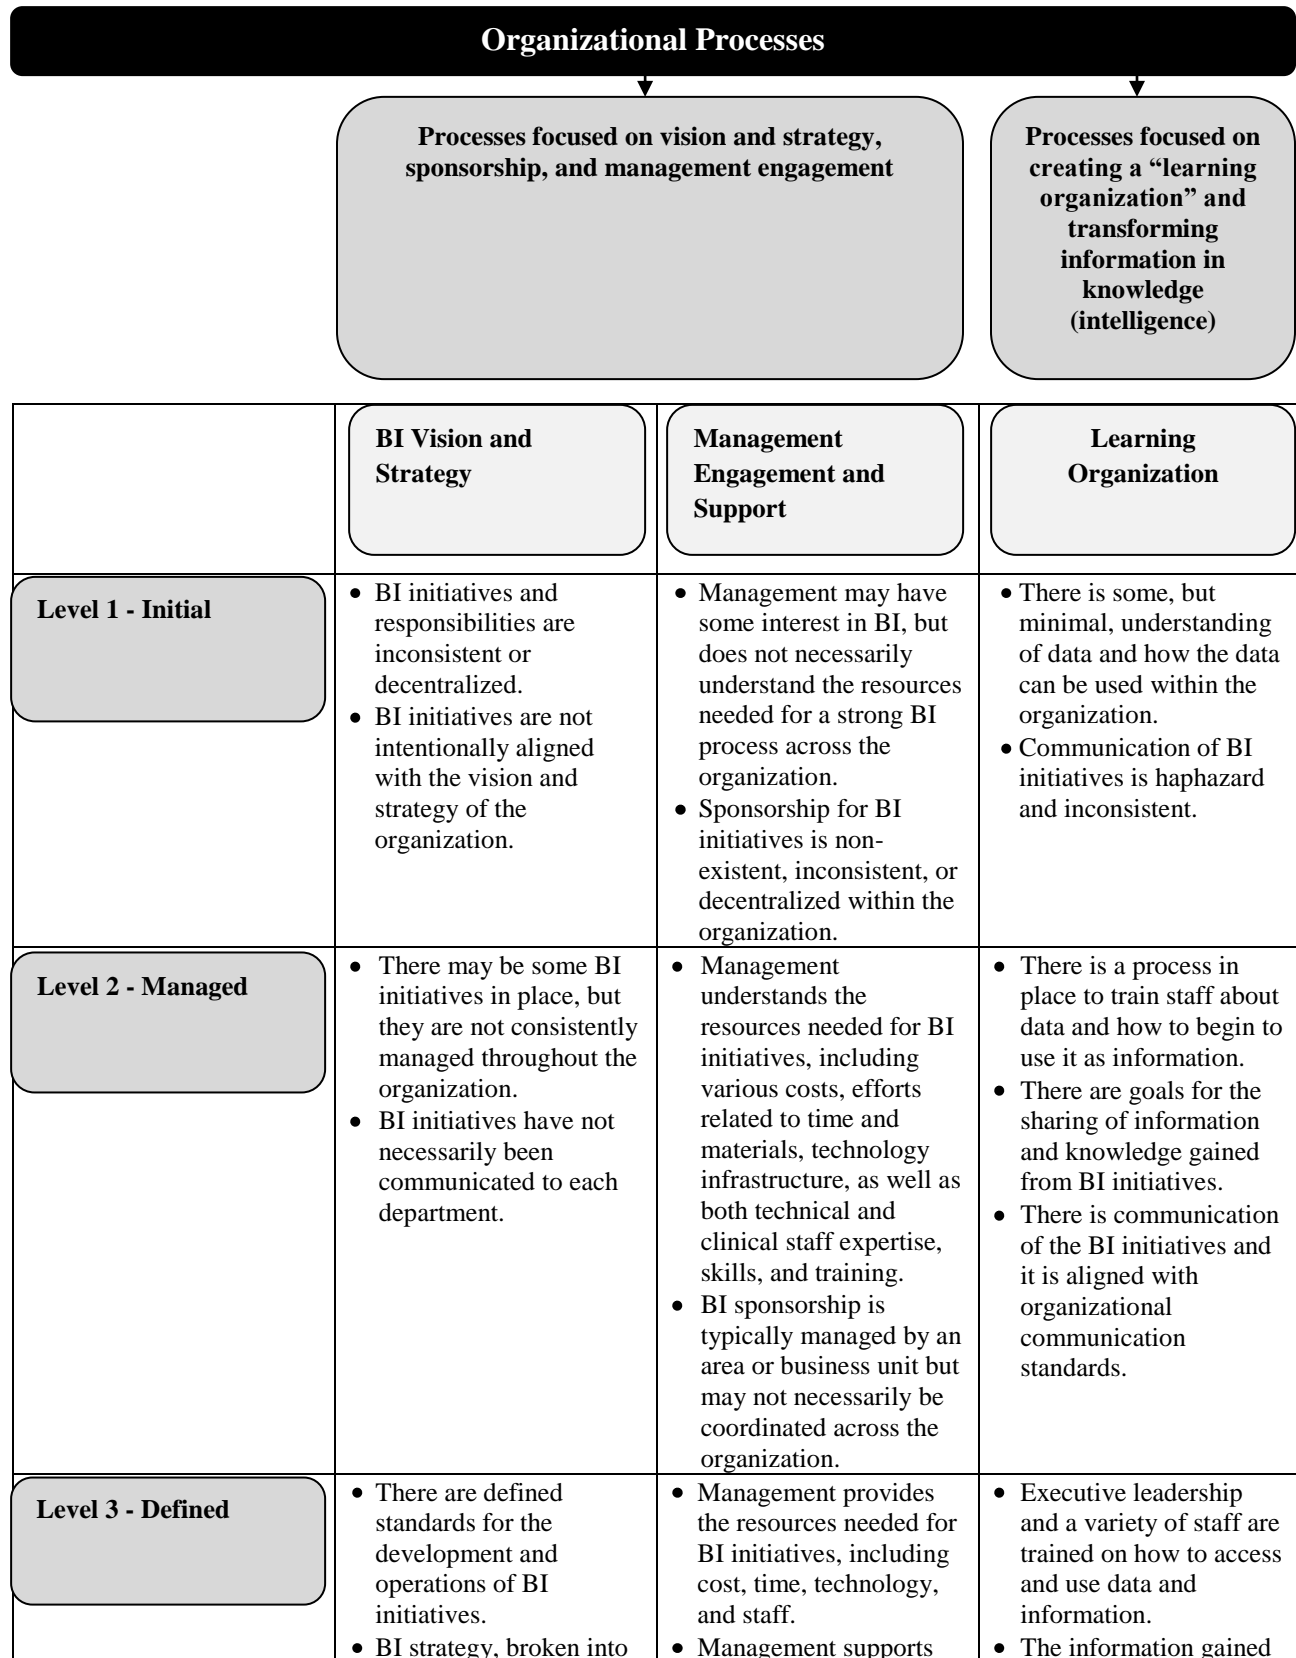 Organizational Processes
Processes focused on vision and strategy,
sponsorship, and management engagement
Processes focused on
creating a “learning
organization” and
transforming
information in
knowledge
(intelligence)
BI Vision and
Strategy
Management
Engagement and
Support
Learning
Organization
Level 1 - Initial
• BI initiatives and
responsibilities are
inconsistent or
decentralized.
• BI initiatives are not
intentionally aligned
with the vision and
strategy of the
organization.
• Management may have
some interest in BI, but
does not necessarily
understand the resources
needed for a strong BI
process across the
organization.
• Sponsorship for BI
initiatives is non-
existent, inconsistent, or
decentralized within the
organization.
• There is some, but
minimal, understanding
of data and how the data
can be used within the
organization.
• Communication of BI
initiatives is haphazard
and inconsistent.
Level 2 - Managed
• There may be some BI
initiatives in place, but
they are not consistently
managed throughout the
organization.
• BI initiatives have not
necessarily been
communicated to each
department.
• Management
understands the
resources needed for BI
initiatives, including
various costs, efforts
related to time and
materials, technology
infrastructure, as well as
both technical and
clinical staff expertise,
skills, and training.
• BI sponsorship is
typically managed by an
area or business unit but
may not necessarily be
coordinated across the
organization.
• There is a process in
place to train staff about
data and how to begin to
use it as information.
• There are goals for the
sharing of information
and knowledge gained
from BI initiatives.
• There is communication
of the BI initiatives and
it is aligned with
organizational
communication
standards.
Level 3 - Defined
• There are defined
standards for the
development and
operations of BI
initiatives.
• BI strategy, broken into
• Management provides
the resources needed for
BI initiatives, including
cost, time, technology,
and staff.
• Management supports
• Executive leadership
and a variety of staff are
trained on how to access
and use data and
information.
• The information gained